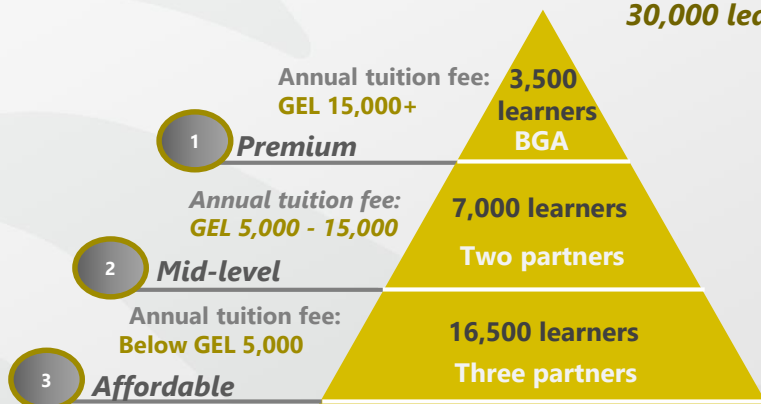 30,000
Annual tuition fee:
GEL 15,000+
3,500
learners
BGA
1
Premium
Annual tuition fee:
GEL 5,000 - 15,000
7,000 learners
Two partners
2
Mid-level
Annual tuition fee:
Below GEL 5,000
16,500 learners
Three partners
3
Affordable